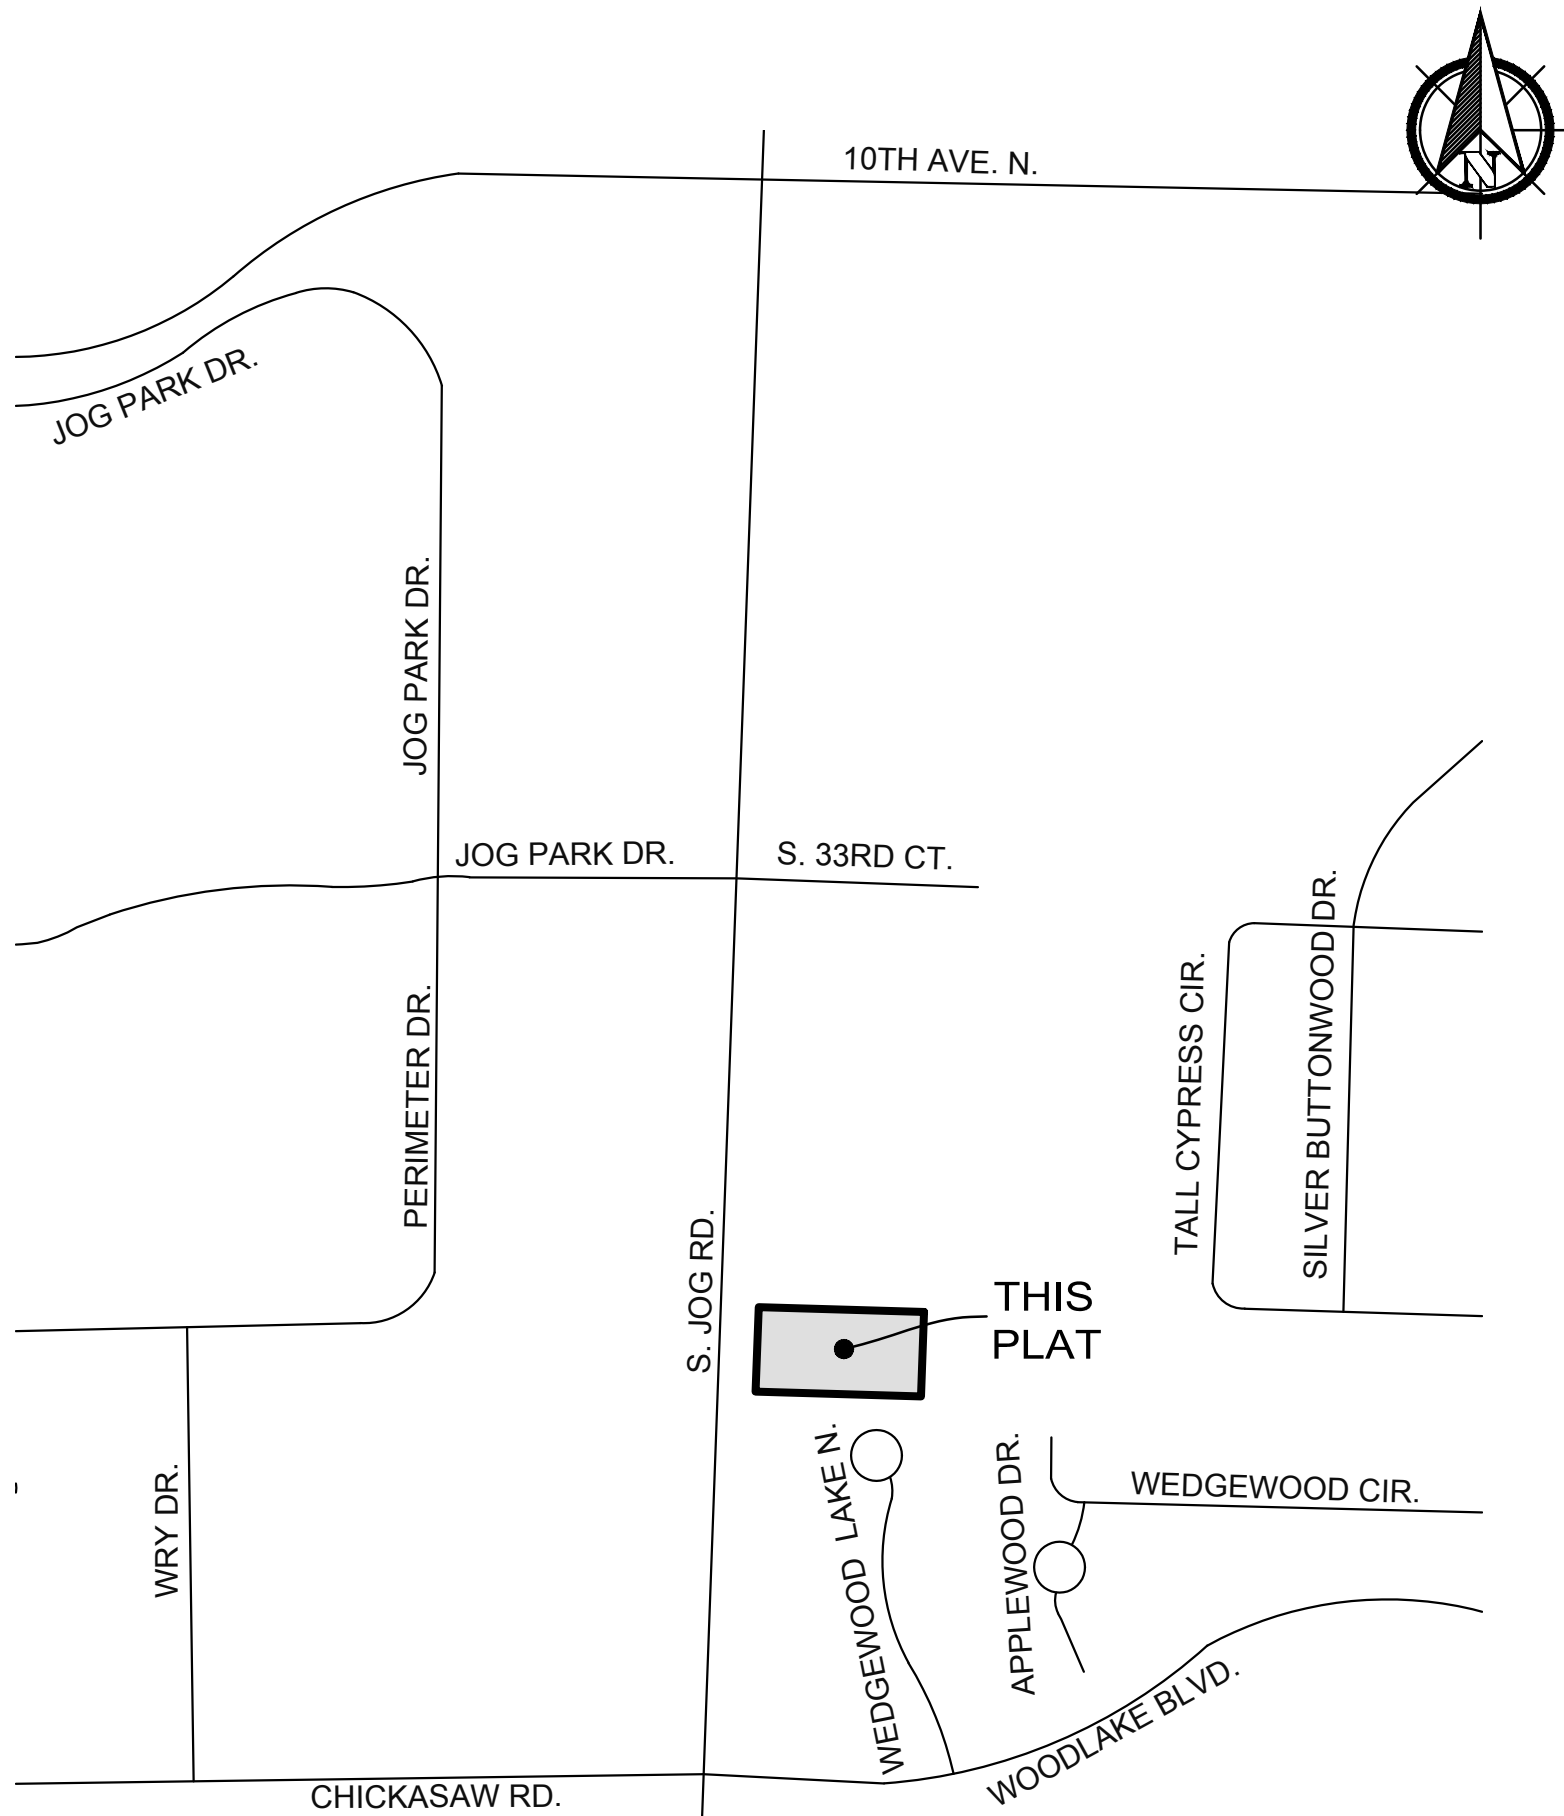 N
10TH AVE. N.
JOG PARK DR.
JOG PARK DR.
JOG PARK DR.
S. 33RD CT.
SILVER BUTTONWOOD DR.
TALL CYPRESS CIR.
PERIMETER DR.
S. JOG RD.
THIS
PLAT
WEDGEWOOD LAKE N.
APPLEWOOD DR.
WEDGEWOOD CIR.
WRY DR.
WOODLAKE BLVD.
CHICKASAW RD.